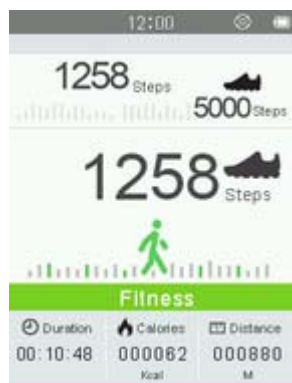 12:00
1258 Steps
5000 Steps
1258 Steps
Fitness
Duration Calories Distance
00:10:48 000062 000880
Kcal M